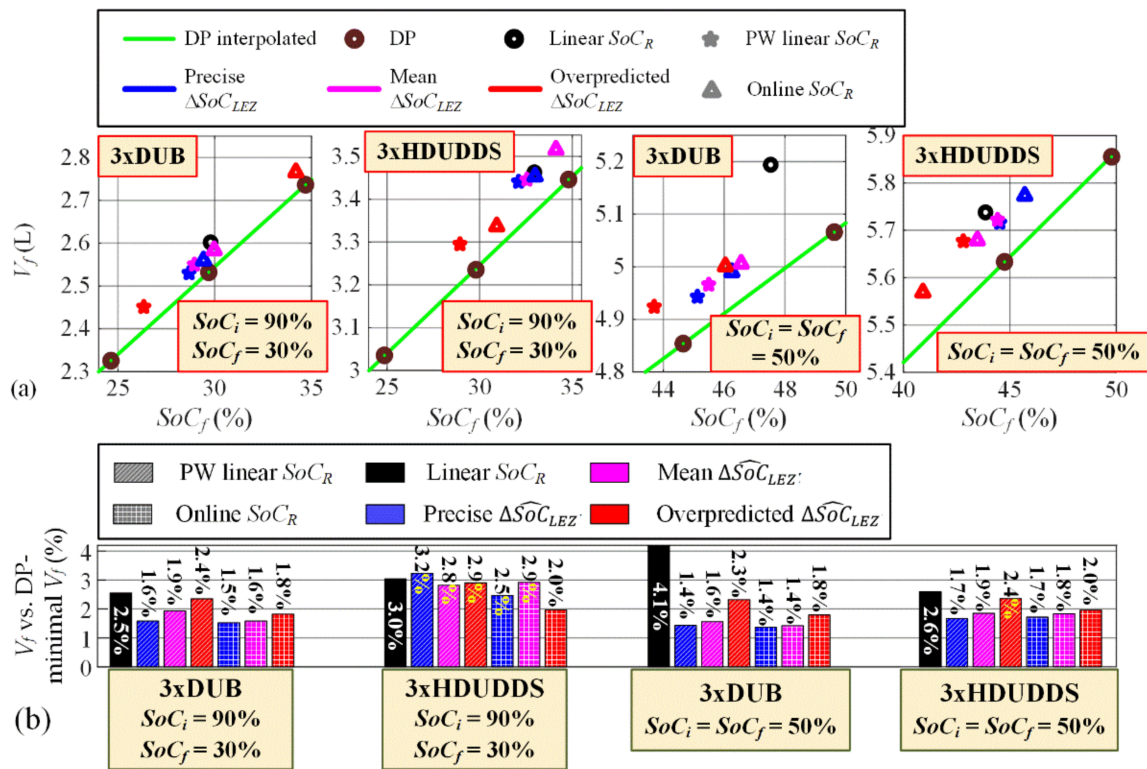 (a)
DP interpolated
DP
Linear SoC_R
PW linear SoC_R
Precise
ΔSoC_LEZ
Mean
ΔSoC_LEZ
Overpredicted
ΔSoC_LEZ
Online SoC_R
V_f (L)
3xDUB
2.8
2.7
2.6
2.5
2.4
2.3
25
30
35
SoC_i = 90%
SoC_f = 30%
SoC_f (%)
3xHDUDDS
3.5
3.4
3.3
3.2
3.1
3
25
30
35
SoC_i = 90%
SoC_f = 30%
SoC_f (%)
3xDUB
5.2
5.1
5
4.9
4.8
44
46
48
50
SoC_i = SoC_f
= 50%
SoC_f (%)
3xHDUDDS
5.9
5.8
5.7
5.6
5.5
5.4
40
45
50
SoC_i = SoC_f = 50%
SoC_f (%)
(a)
PW linear SoC_R
Linear SoC_R
Mean ΔSoC_LEZ'
Online SoC_R
Precise ΔSoC_LEZ'
Overpredicted ΔSoC_LEZ
V_f vs. DP-
minimal V_f (%)
4
3
2
1
0
2.5%
1.6%
1.9%
2.4%
1.5%
1.6%
1.8%
3.0%
3.2%
2.8%
2.9%
2.5%
2.9%
2.0%
4.1%
1.4%
1.6%
2.3%
1.4%
1.4%
1.8%
2.6%
1.7%
1.9%
2.4%
1.7%
1.8%
2.0%
(b)
3xDUB
SoC_i = 90%
SoC_f = 30%
3xHDUDDS
SoC_i = 90%
SoC_f = 30%
3xDUB
SoC_i = SoC_f = 50%
3xHDUDDS
SoC_i = SoC_f = 50%